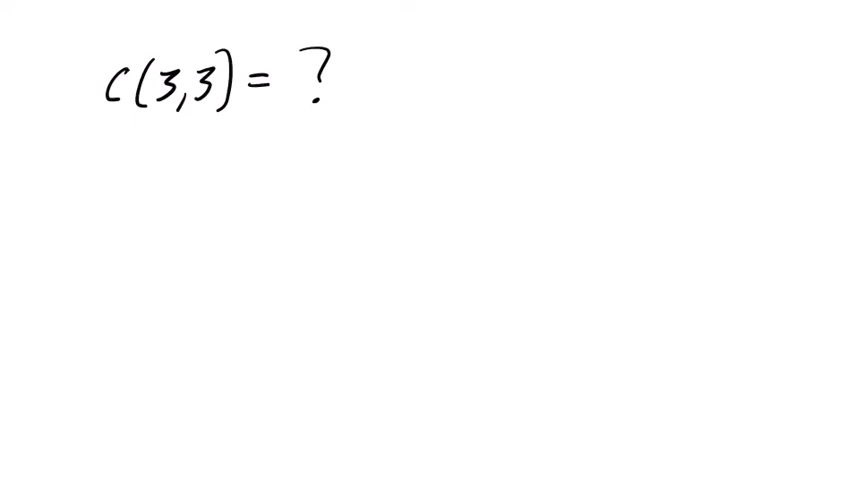 C(3,3) = ?